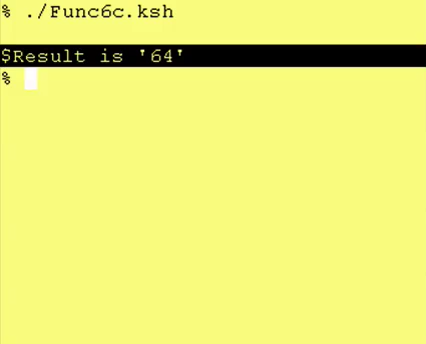 % ./Func6c.ksh
$Result is '64'
%